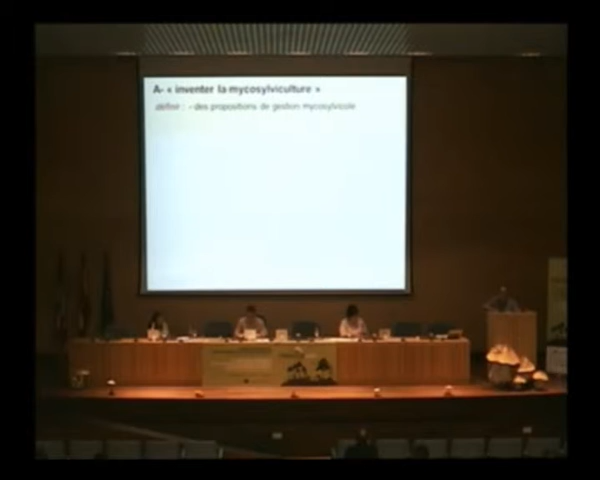 A- « inventer la mycosylviculture »
définir : - des propositions de gestion mycosylvicole